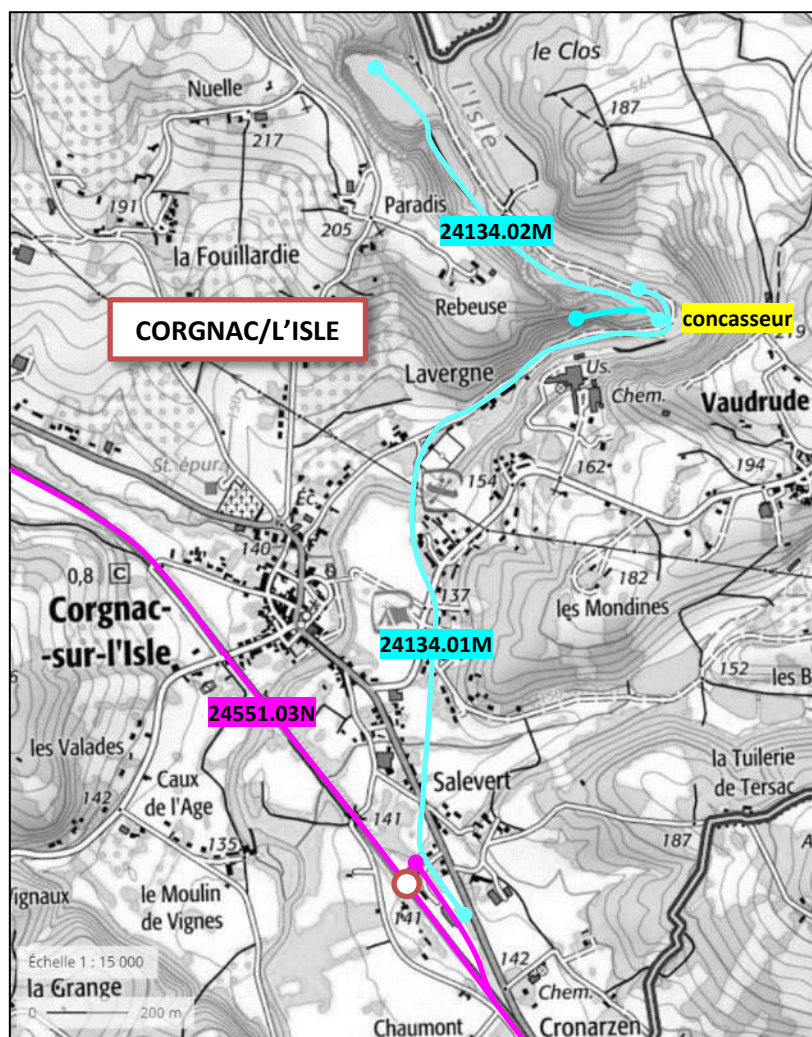 le Clos
Nuelle
l'Isle
187
217
191
Paradis
205
24134.02M
la Fouillardie
Rebeuse
concasseur
CORGNAC/L'ISLE
219
Lavergne
Us.
Chem.
Vaudrude
St. épur.
154
162
194
Éc.
140
0,8 C
182
Corgnac-
-sur-l'Isle
137
les Mondines
24134.01M
152
24551.03N
les B
les Valades
la Tuilerie
de Tersac
Caux
de l'Age
Salevert
142
141
187
135
Vignaux
le Moulin
de Vignes
141
142
Échelle 1 : 15 000
la Grange
Chem.
0 200 m
Chaumont
Cronarzen